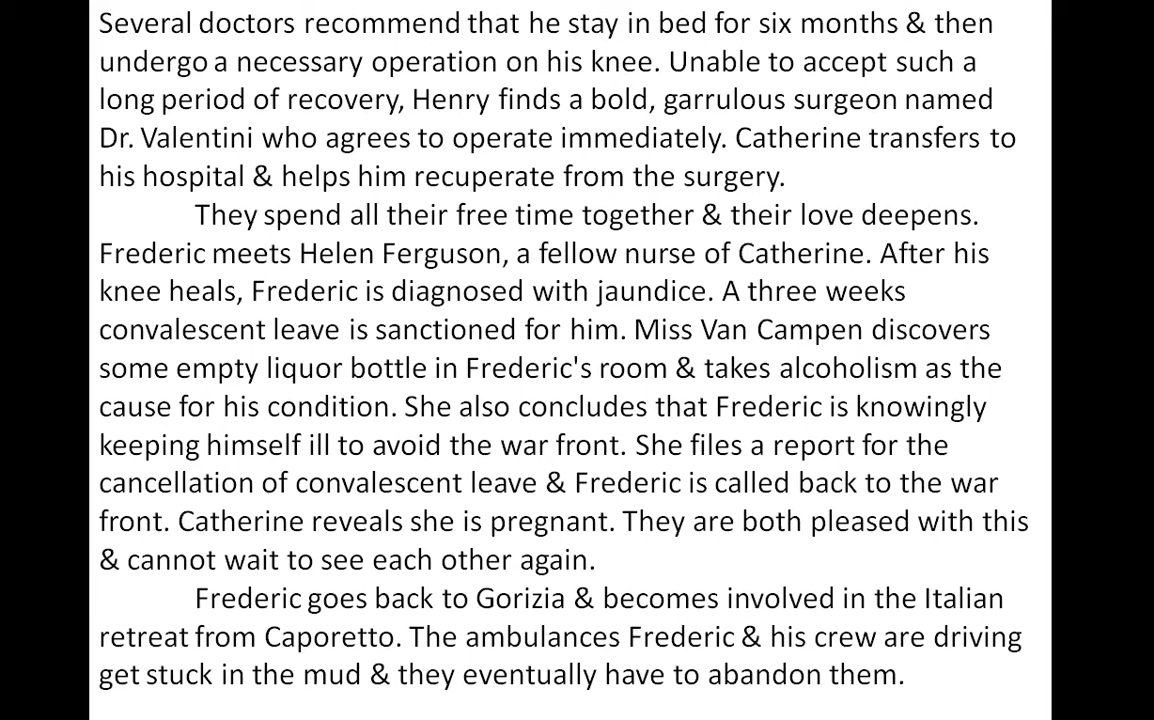 Several doctors recommend that he stay in bed for six months & then
undergo a necessary operation on his knee. Unable to accept such a
long period of recovery, Henry finds a bold, garrulous surgeon named
Dr. Valentini who agrees to operate immediately. Catherine transfers to
his hospital & helps him recuperate from the surgery.
They spend all their free time together & their love deepens.
Frederic meets Helen Ferguson, a fellow nurse of Catherine. After his
knee heals, Frederic is diagnosed with jaundice. A three weeks
convalescent leave is sanctioned for him. Miss Van Campen discovers
some empty liquor bottle in Frederic's room & takes alcoholism as the
cause for his condition. She also concludes that Frederic is knowingly
keeping himself ill to avoid the war front. She files a report for the
cancellation of convalescent leave & Frederic is called back to the war
front. Catherine reveals she is pregnant. They are both pleased with this
& cannot wait to see each other again.
Frederic goes back to Gorizia & becomes involved in the Italian
retreat from Caporetto. The ambulances Frederic & his crew are driving
get stuck in the mud & they eventually have to abandon them.